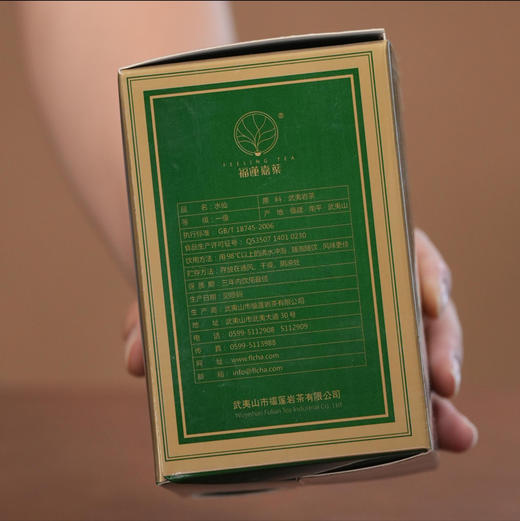 ®
FEELING TEA
品　名：水仙　原　料：武夷岩茶
等　级：一级　产　地：福建·南平·武夷山
执行标准：GB/T 18745-2006
食品生产许可证号：QS3507 1401 0230
饮用方法：用98℃以上的沸水冲泡，随泡随饮，风味更佳
贮存方法：存放在通风、干燥、阴凉处
保 质 期：三年内饮用最佳
生产日期：见喷码
生 产 商：武夷山市福莲岩茶有限公司
地　址：武夷山市武夷大道30号
电　话：0599-5112908 5112909
传　真：0599-5113988
网　址：www.flcha.com
邮　箱：info@flcha.com
武夷山市福莲岩茶有限公司
Wuyishan Fulian Tea Industrial Co. Ltd